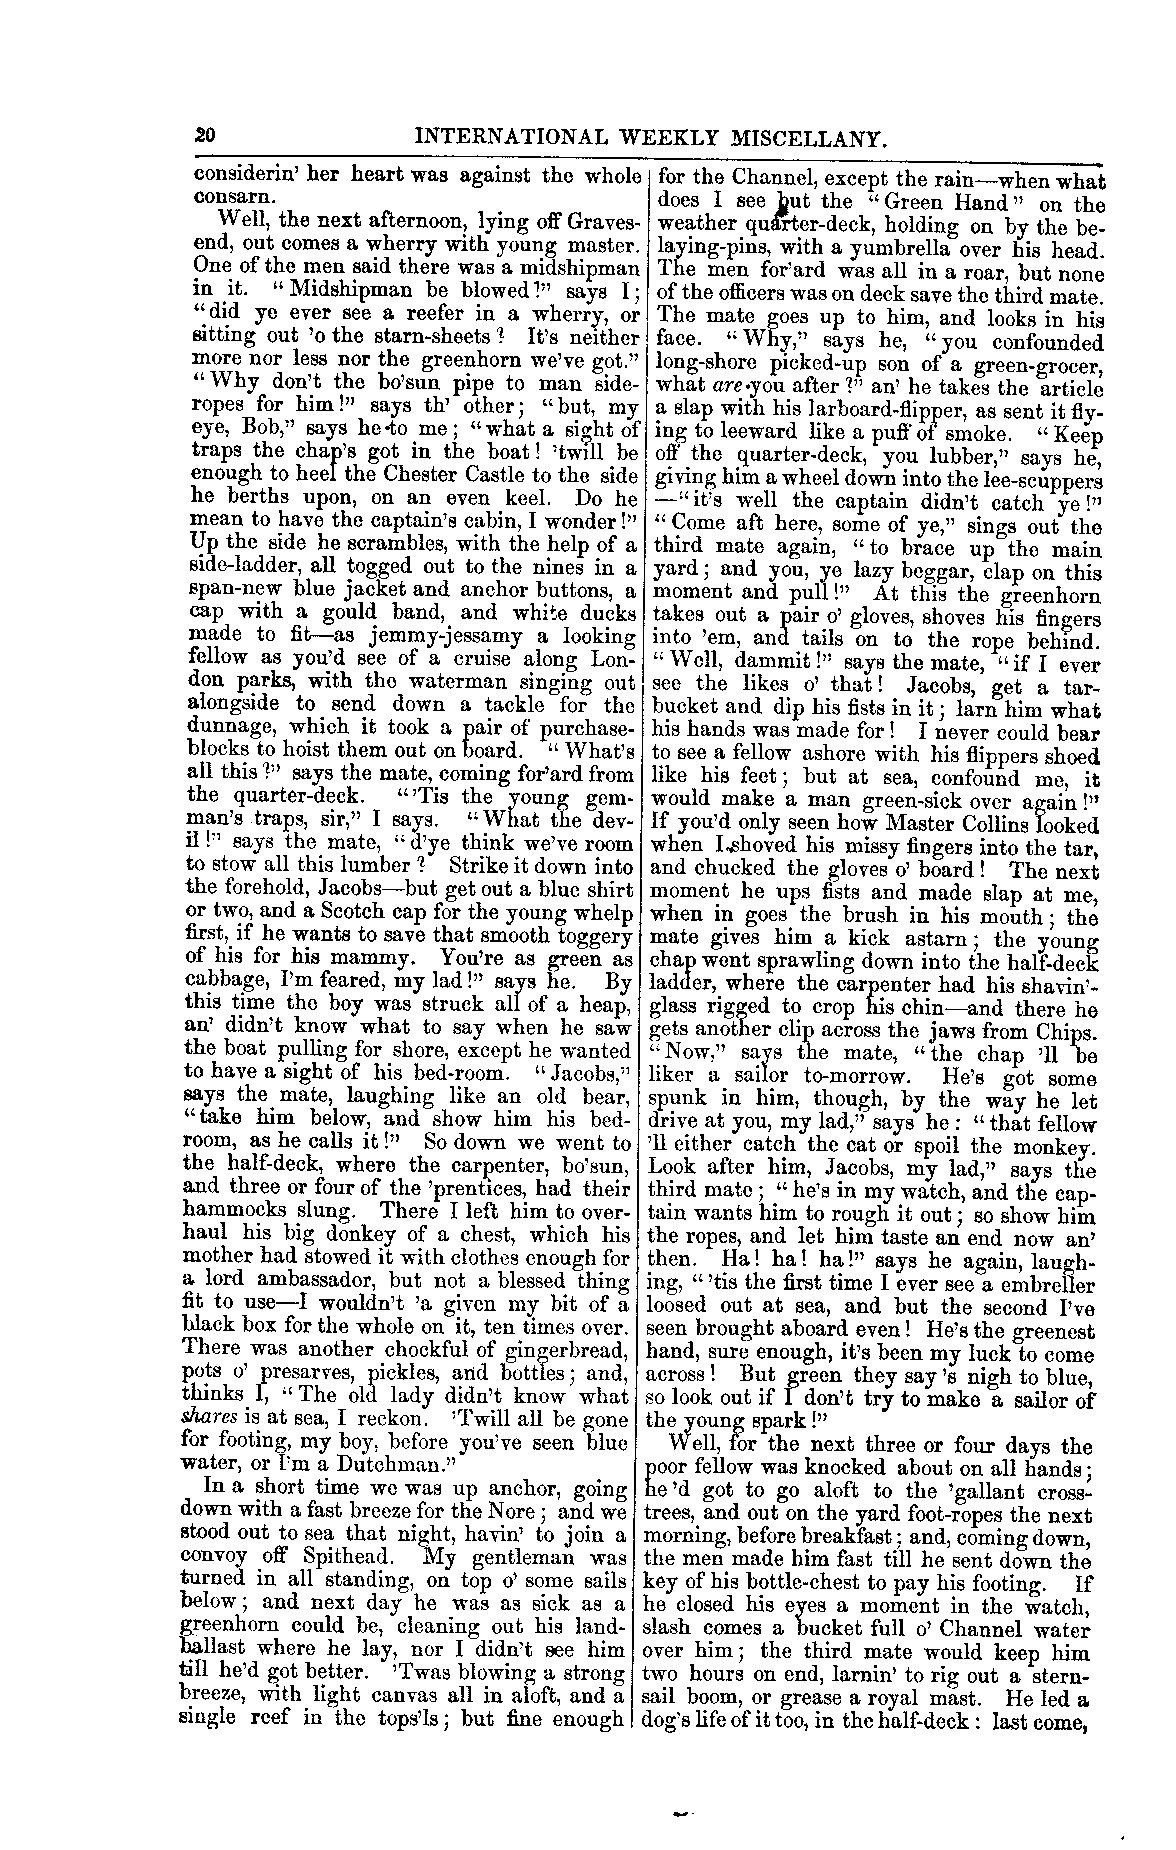 20 INTERNATIONAL WEEKLY MISCELLANY.
considerin' her heart was against the whole
consarn.
Well, the next afternoon, lying off Graves-
end, out comes a wherry with young master.
One of the men said there was a midshipman
in it. "Midshipman be blowed!" says I;
"did ye ever see a reefer in a wherry, or
sitting out 'o the starn-sheets? It's neither
more nor less nor the greenhorn we've got."
"Why don't the bo'sun pipe to man side-
ropes for him!" says th' other; "but, my
eye, Bob," says he to me; "what a sight of
traps the chap's got in the boat! 'twill be
enough to heel the Chester Castle to the side
he berths upon, on an even keel. Do he
mean to have the captain's cabin, I wonder!"
Up the side he scrambles, with the help of a
side-ladder, all togged out to the nines in a
span-new blue jacket and anchor buttons, a
cap with a gould band, and white ducks
made to fit—as jemmy-jessamy a looking
fellow as you'd see of a cruise along Lon-
don parks, with the waterman singing out
alongside to send down a tackle for the
dunnage, which it took a pair of purchase-
blocks to hoist them out on board. "What's
all this?" says the mate, coming for'ard from
the quarter-deck. "'Tis the young gem-
man's traps, sir," I says. "What the dev-
il!" says the mate, "d'ye think we've room
to stow all this lumber? Strike it down into
the forehold, Jacobs—but get out a blue shirt
or two, and a Scotch cap for the young whelp
first, if he wants to save that smooth toggery
of his for his mammy. You're as green as
cabbage, I'm feared, my lad!" says he. By
this time the boy was struck all of a heap,
an' didn't know what to say when he saw
the boat pulling for shore, except he wanted
to have a sight of his bed-room. "Jacobs,"
says the mate, laughing like an old bear,
"take him below, and show him his bed-
room, as he calls it!" So down we went to
the half-deck, where the carpenter, bo'sun,
and three or four of the 'prentices, had their
hammocks slung. There I left him to over-
haul his big donkey of a chest, which his
mother had stowed it with clothes enough for
a lord ambassador, but not a blessed thing
fit to use—I wouldn't 'a given my bit of a
black box for the whole on it, ten times over.
There was another chockful of gingerbread,
pots o' presarves, pickles, and bottles; and,
thinks I, "The old lady didn't know what
shares is at sea, I reckon. 'Twill all be gone
for footing, my boy, before you've seen blue
water, or I'm a Dutchman."
In a short time we was up anchor, going
down with a fast breeze for the Nore; and we
stood out to sea that night, havin' to join a
convoy off Spithead. My gentleman was
turned in all standing, on top o' some sails
below; and next day he was as sick as a
greenhorn could be, cleaning out his land-
ballast where he lay, nor I didn't see him
till he'd got better. 'Twas blowing a strong
breeze, with light canvas all in aloft, and a
single reef in the tops'ls; but fine enough
for the Channel, except the rain—when what
does I see but the "Green Hand" on the
weather quarter-deck, holding on by the be-
laying-pins, with a yumbrella over his head.
The men for'ard was all in a roar, but none
of the officers was on deck save the third mate.
The mate goes up to him, and looks in his
face. "Why," says he, "you confounded
long-shore picked-up son of a green-grocer,
what are you after?" an' he takes the article
a slap with his larboard-flipper, as sent it fly-
ing to leeward like a puff of smoke. "Keep
off the quarter-deck, you lubber," says he,
giving him a wheel down into the lee-scuppers
—"it's well the captain didn't catch ye!"
"Come aft here, some of ye," sings out the
third mate again, "to brace up the main
yard; and you, ye lazy beggar, clap on this
moment and pull!" At this the greenhorn
takes out a pair o' gloves, shoves his fingers
into 'em, and tails on to the rope behind.
"Well, dammit!" says the mate, "if I ever
see the likes o' that! Jacobs, get a tar-
bucket and dip his fists in it; larn him what
his hands was made for! I never could bear
to see a fellow ashore with his flippers shoed
like his feet; but at sea, confound me, it
would make a man green-sick over again!"
If you'd only seen how Master Collins looked
when I shoved his missy fingers into the tar,
and chucked the gloves o' board! The next
moment he ups fists and made slap at me,
when in goes the brush in his mouth; the
mate gives him a kick astarn; the young
chap went sprawling down into the half-deck
ladder, where the carpenter had his shavin'-
glass rigged to crop his chin—and there he
gets another clip across the jaws from Chips.
"Now," says the mate, "the chap 'll be
liker a sailor to-morrow. He's got some
spunk in him, though, by the way he let
drive at you, my lad," says he: "that fellow
'll either catch the cat or spoil the monkey.
Look after him, Jacobs, my lad," says the
third mate; "he's in my watch, and the cap-
tain wants him to rough it out; so show him
the ropes, and let him taste an end now an'
then. Ha! ha! ha!" says he again, laugh-
ing, "'tis the first time I ever see a embreller
loosed out at sea, and but the second I've
seen brought aboard even! He's the greenest
hand, sure enough, it's been my luck to come
across! But green they say's nigh to blue,
so look out if I don't try to make a sailor of
the young spark!"
Well, for the next three or four days the
poor fellow was knocked about on all hands;
he'd got to go aloft to the 'gallant cross-
trees, and out on the yard foot-ropes the next
morning, before breakfast; and, coming down,
the men made him fast till he sent down the
key of his bottle-chest to pay his footing. If
he closed his eyes a moment in the watch,
slash comes a bucket full o' Channel water
over him; the third mate would keep him
two hours on end, larnin' to rig out a stern-
sail boom, or grease a royal mast. He led a
dog's life of it too, in the half-deck: last come,